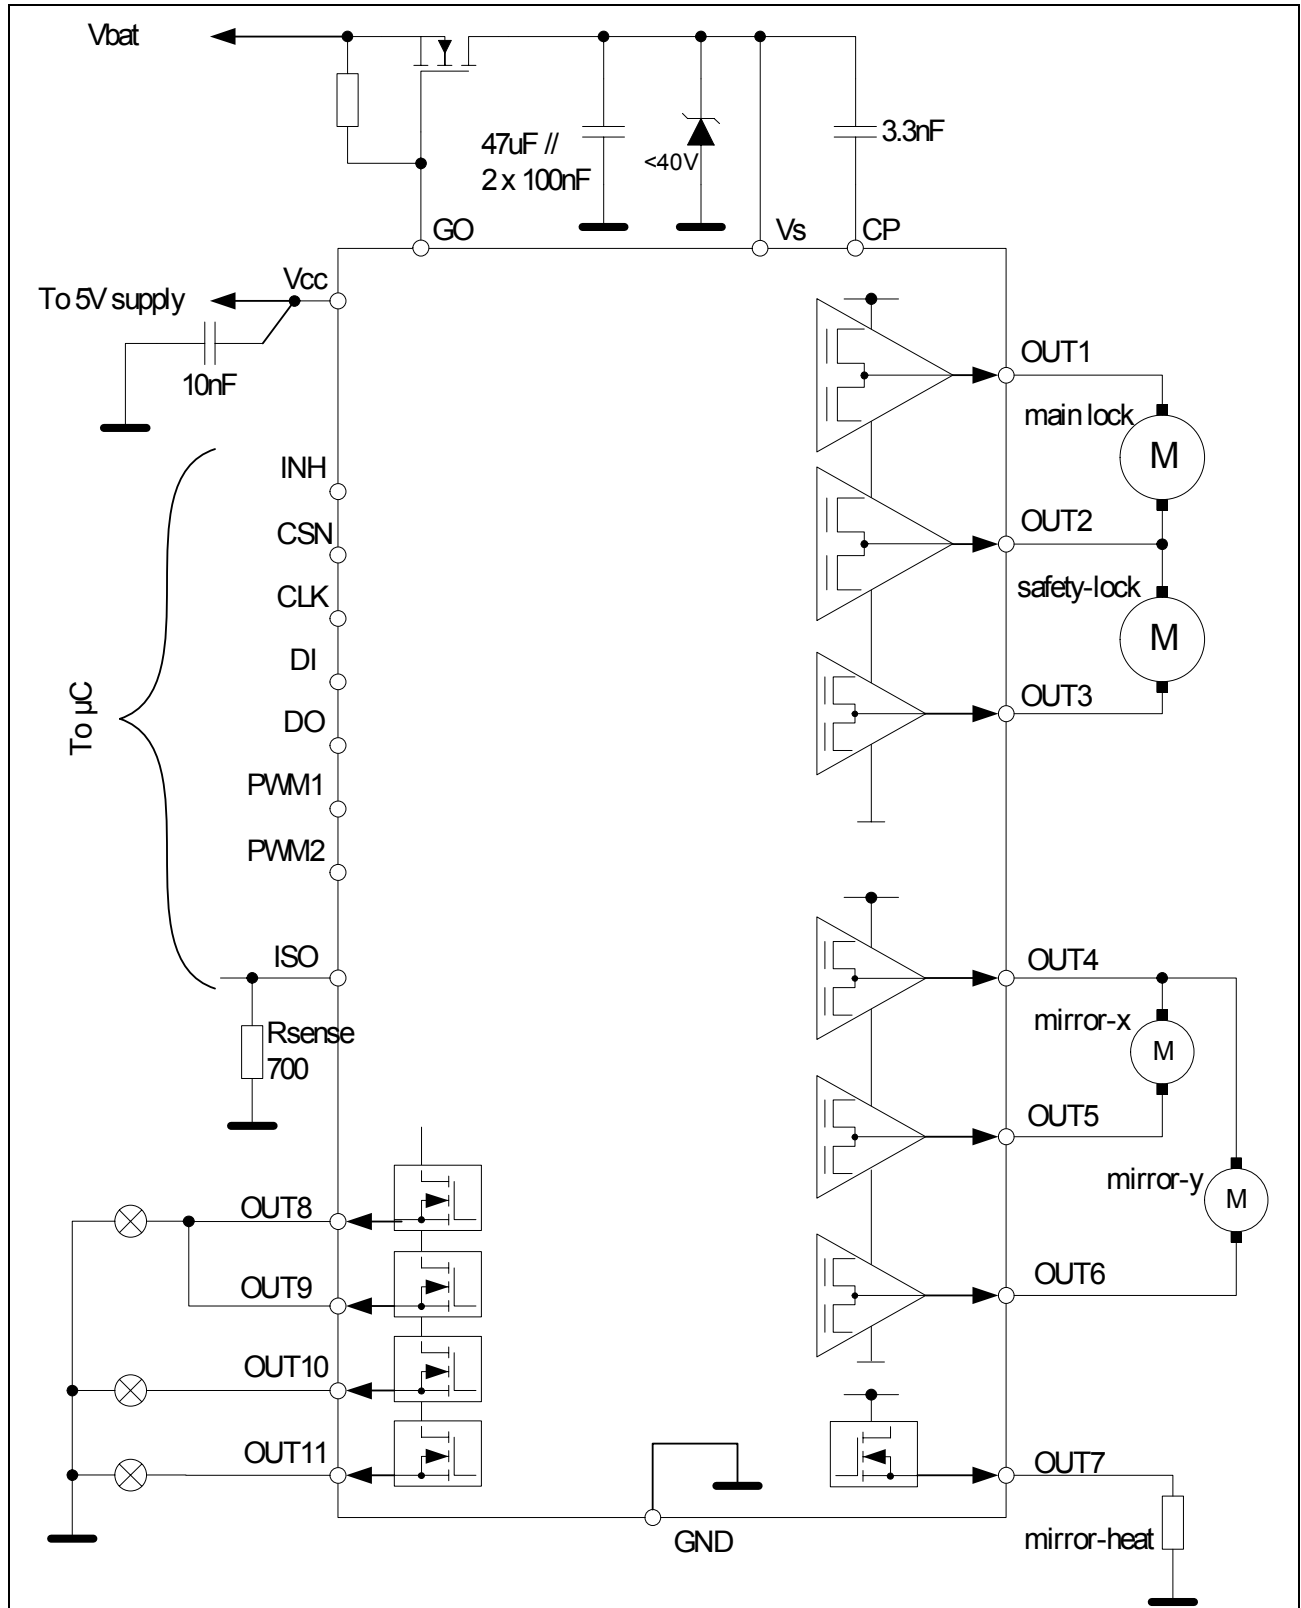 Vbat
47uF //
2 x 100nF
<40V
3.3nF
GO
Vs
CP
Vcc
To 5V supply
10nF
OUT1
main lock
M
INH
OUT2
CSN
safety-lock
CLK
M
DI
To µC
OUT3
DO
PWM1
PWM2
ISO
OUT4
Rsense
700
mirror-x
M
OUT5
mirror-y
M
OUT8
OUT9
OUT6
OUT10
OUT11
OUT7
GND
mirror-heat